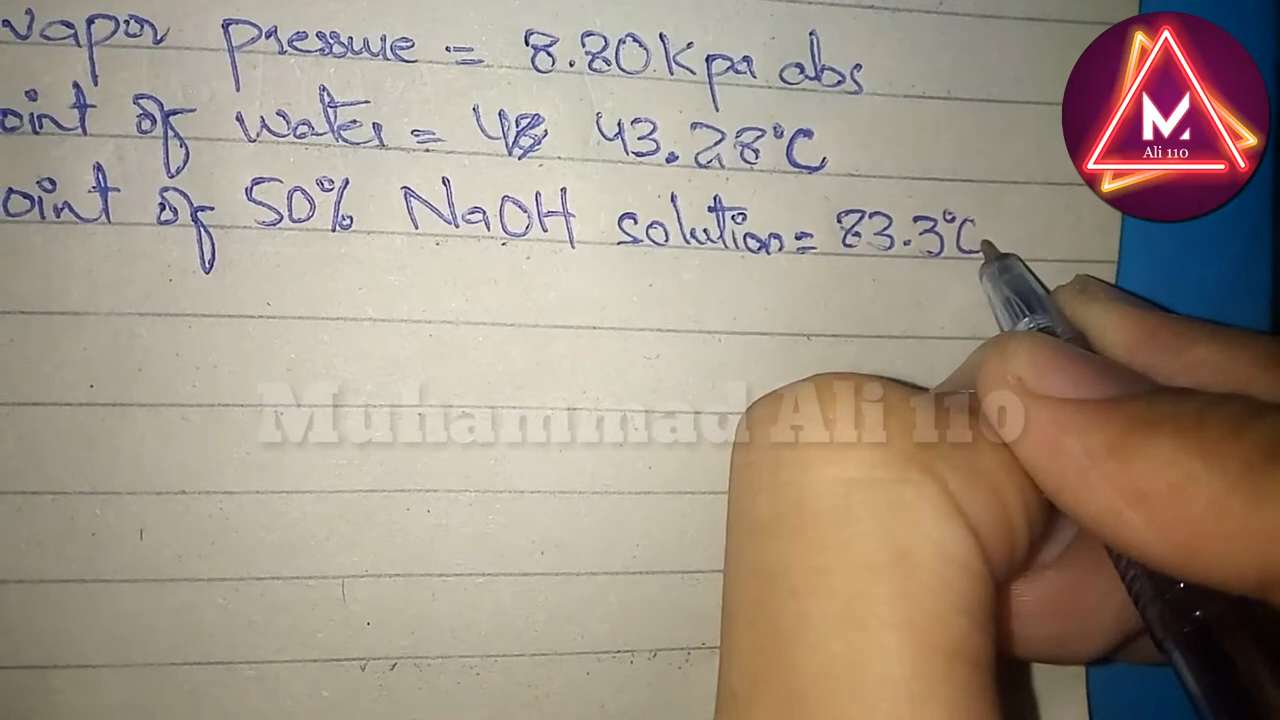 vapor pressure = 8.80 Kpa abs
oint of water = 43.28°C
oint of 50% NaOH solution = 83.3°C
M.
Ali 110
Muhammad Ali 110